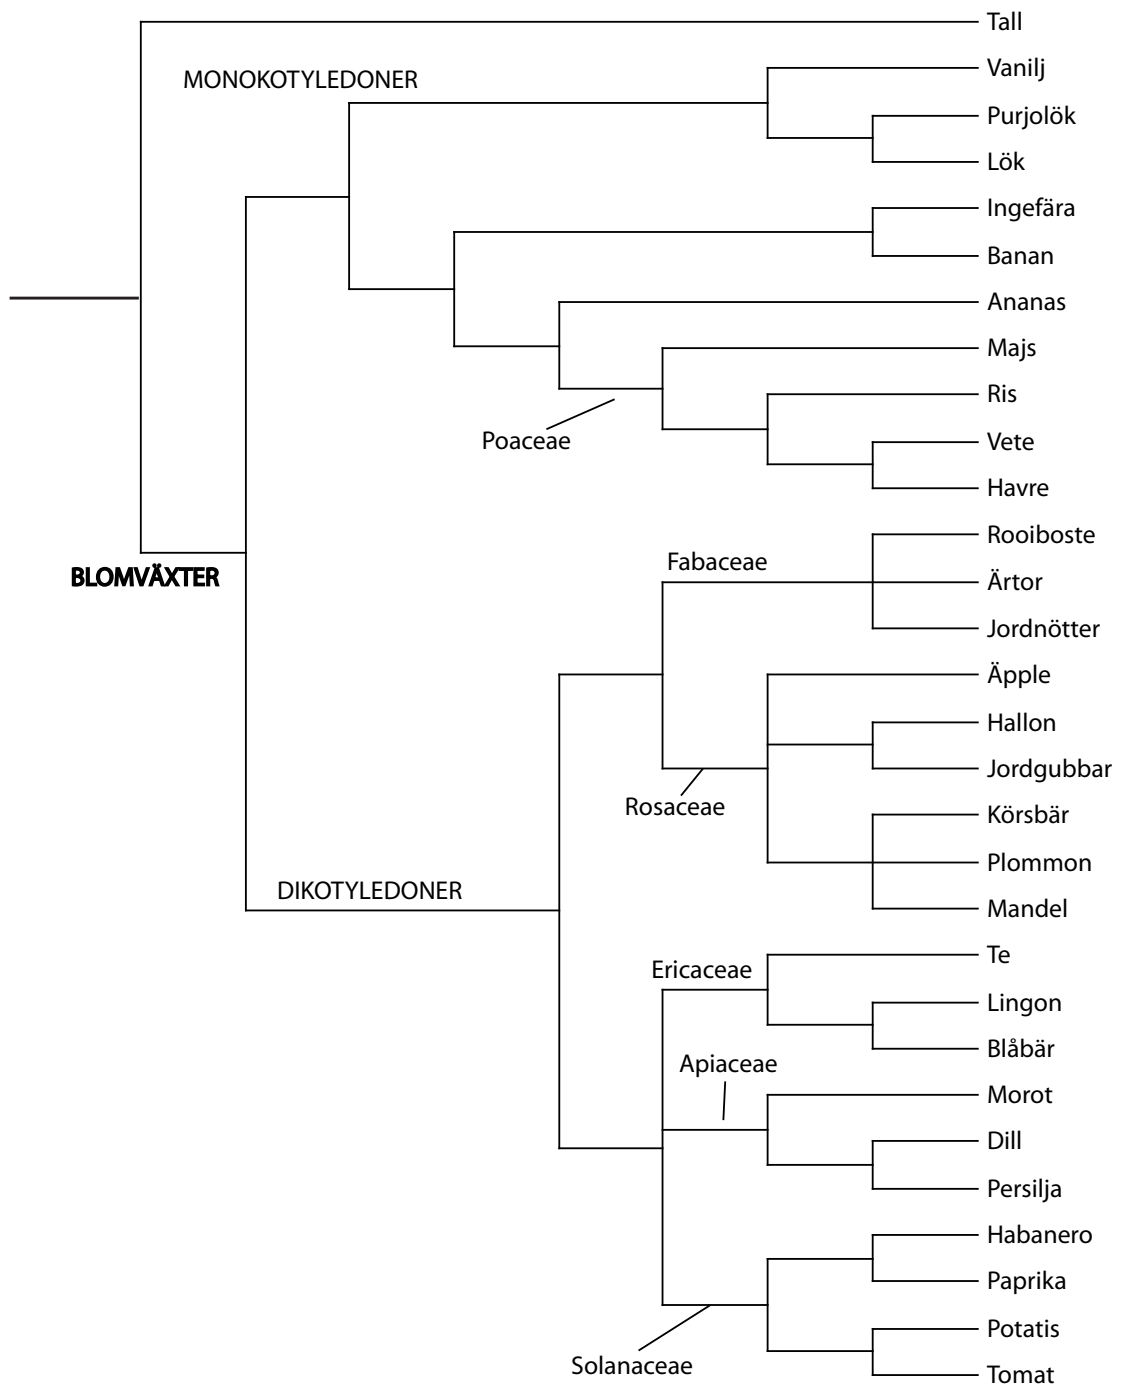 Tall
Vanilj
MONOKOTYLEDONER
Purjolök
Lök
Ingefära
Banan
Ananas
Majs
Ris
Poaceae
Vete
Havre
Rooiboste
Fabaceae
BLOMVÄXTER
Ärtor
Jordnötter
Äpple
Hallon
Jordgubbar
Rosaceae
Körsbär
Plommon
DIKOTYLEDONER
Mandel
Te
Ericaceae
Lingon
Blåbär
Apiaceae
Morot
Dill
Persilja
Habanero
Paprika
Potatis
Solanaceae
Tomat